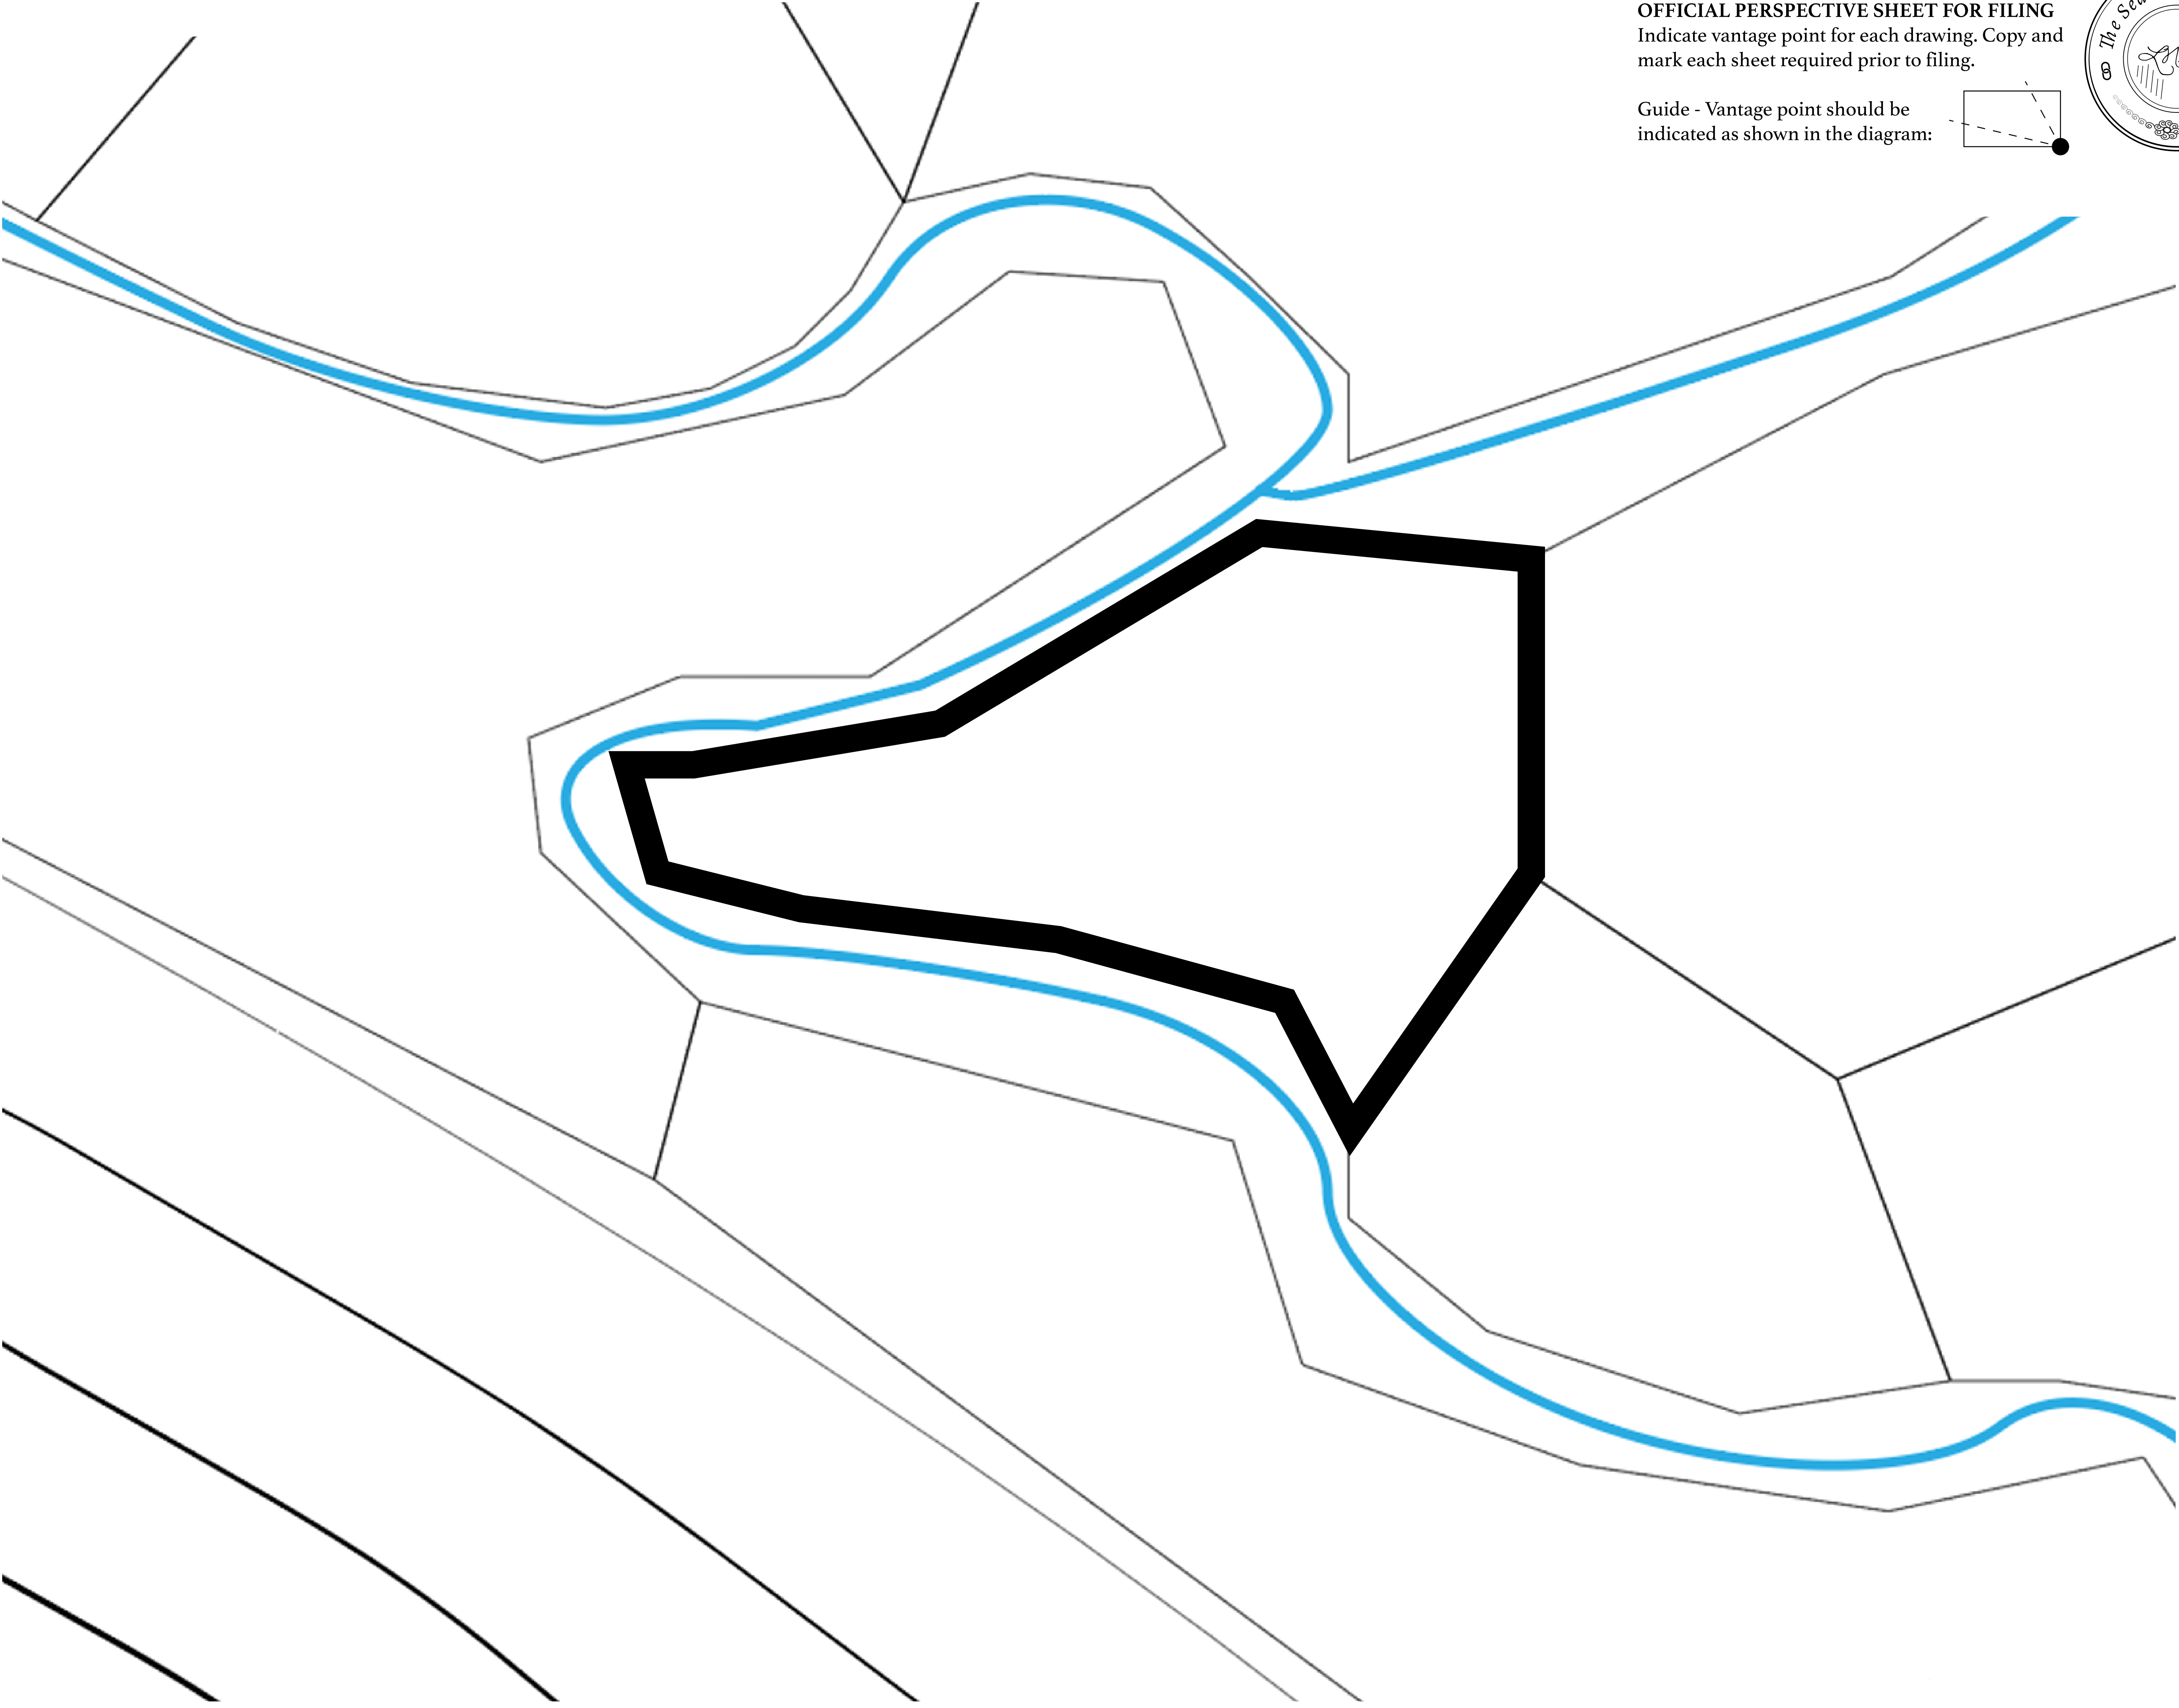 OFFICIAL PERSPECTIVE SHEET FOR FILING
Indicate vantage point for each drawing. Copy and
mark each sheet required prior to filing.
Guide - Vantage point should be
indicated as shown in the diagram:
The